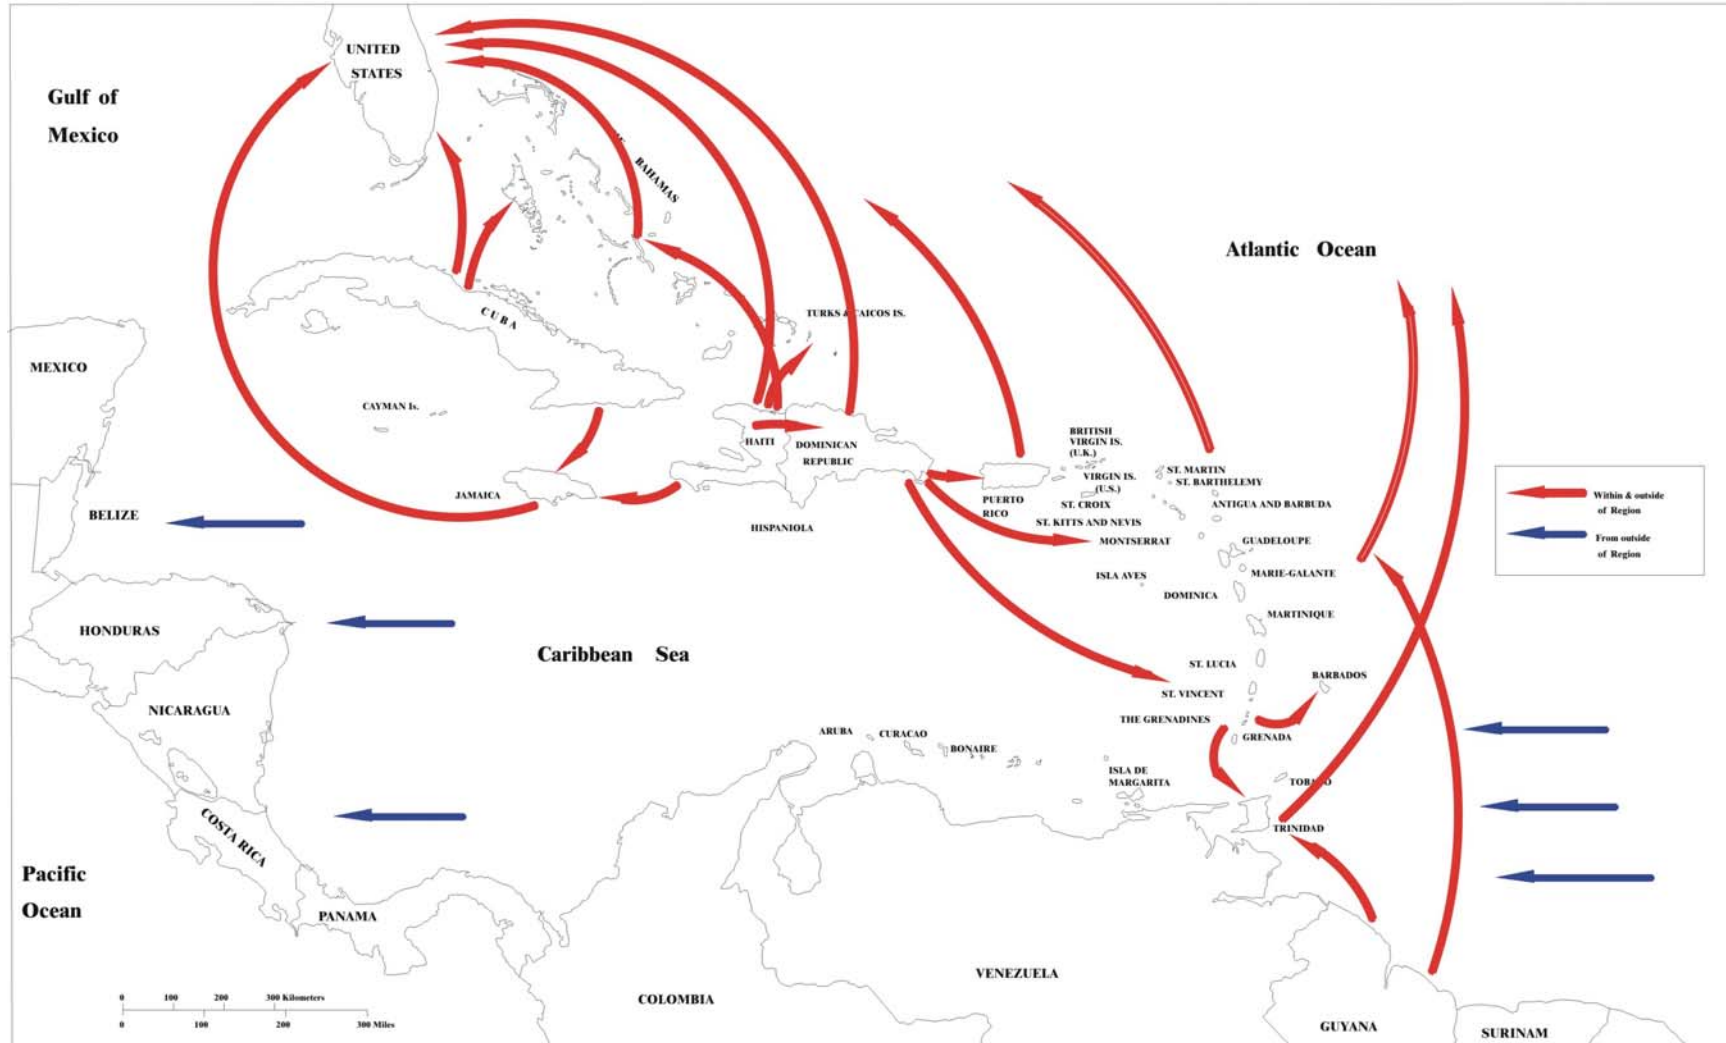 UNITED
STATES
Gulf of
Mexico
BAHAMAS
Atlantic Ocean
CUBA
TURKS & CAICOS IS.
MEXICO
CAYMAN Is.
HAITI
DOMINICAN
REPUBLIC
BRITISH
VIRGIN IS.
(U.K.)
VIRGIN IS.
(U.S.)
ST. MARTIN
ST. BARTHELEMY
JAMAICA
PUERTO
RICO
ST. CROIX
ANTIGUA AND BARBUDA
Within & outside
of Region
BELIZE
HISPANIOLA
ST. KITTS AND NEVIS
MONTSERRAT
GUADELOUPE
From outside
of Region
ISLA AVES
MARIE-GALANTE
DOMINICA
HONDURAS
MARTINIQUE
Caribbean Sea
ST. LUCIA
BARBADOS
ST. VINCENT
NICARAGUA
THE GRENADINES
ARUBA
CURACAO
BONAIRE
GRENADA
ISLA DE
MARGARITA
TOBAGO
COSTA RICA
TRINIDAD
Pacific
Ocean
PANAMA
VENEZUELA
COLOMBIA
GUYANA
SURINAM
0 100 200 300 Kilometers
0 100 200 300 Miles